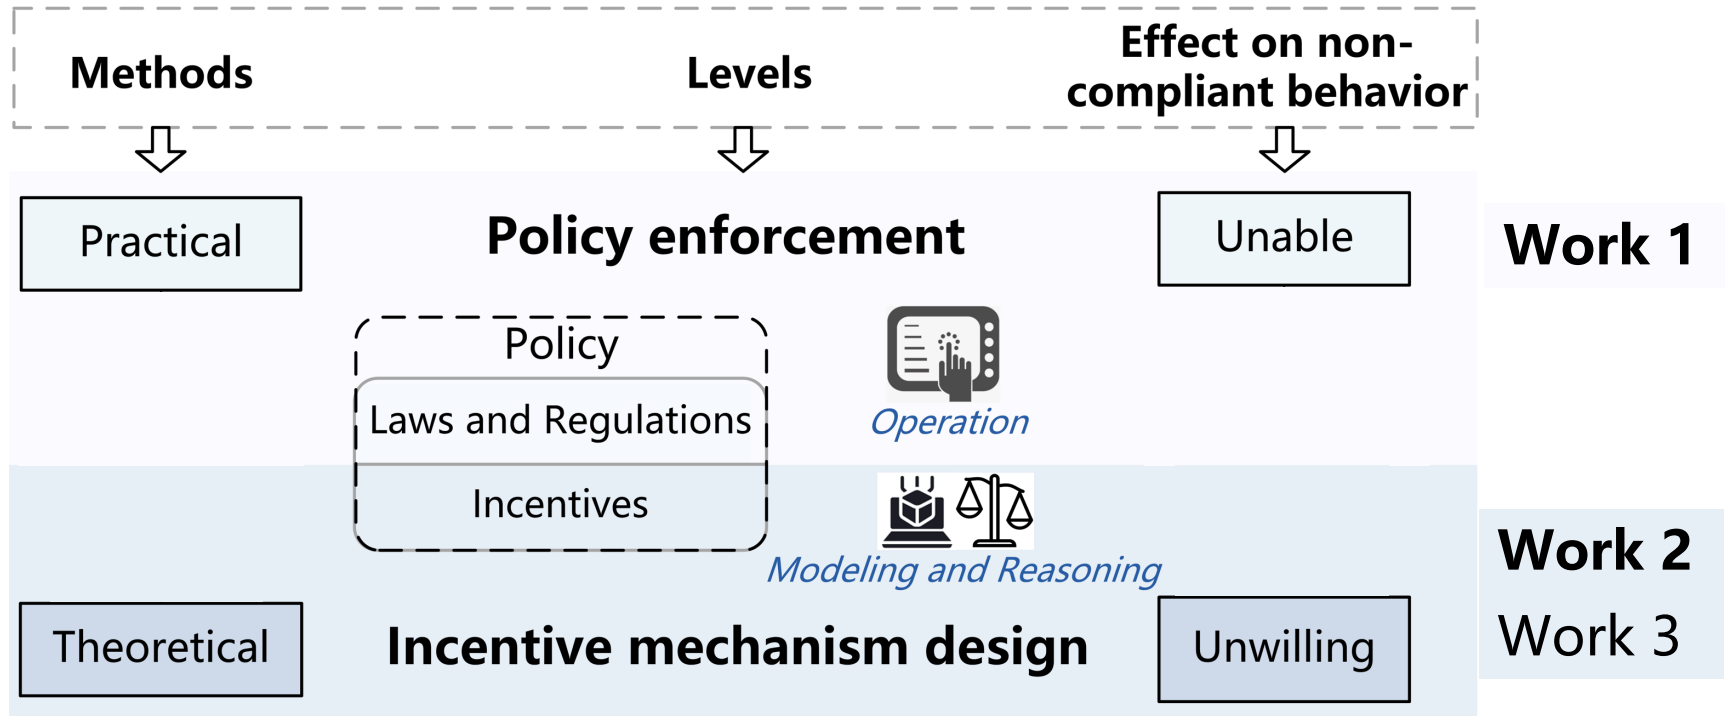 Methods
Levels
Effect on non-
compliant behavior
Practical
Policy enforcement
Unable
Work 1
Policy
Laws and Regulations
Operation
Incentives
Modeling and Reasoning
Work 2
Theoretical
Incentive mechanism design
Unwilling
Work 3